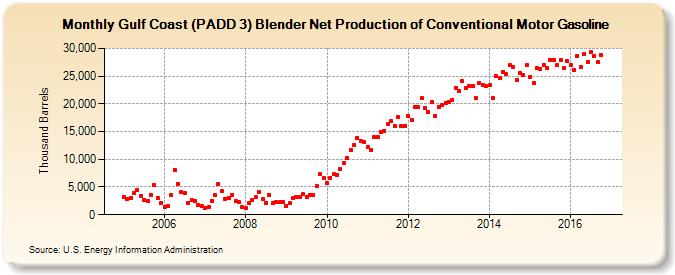 Monthly Gulf Coast (PADD 3) Blender Net Production of Conventional Motor Gasoline
Thousand Barrels
30,000
25,000
20,000
15,000
10,000
5,000
0
2006 2008 2010 2012 2014 2016
Source: U.S. Energy Information Administration